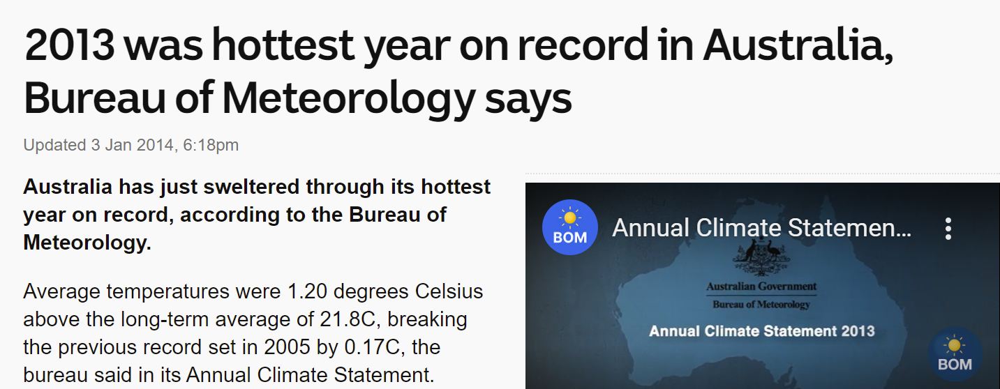 2013 was hottest year on record in Australia,
Bureau of Meteorology says
Updated 3 Jan 2014, 6:18pm
Australia has just sweltered through its hottest
year on record, according to the Bureau of
Meteorology.
Average temperatures were 1.20 degrees Celsius
above the long-term average of 21.8C, breaking
the previous record set in 2005 by 0.17C, the
bureau said in its Annual Climate Statement.
BOM
Annual Climate Statemen...
Australian Government
Bureau of Meteorology
Annual Climate Statement 2013
BOM